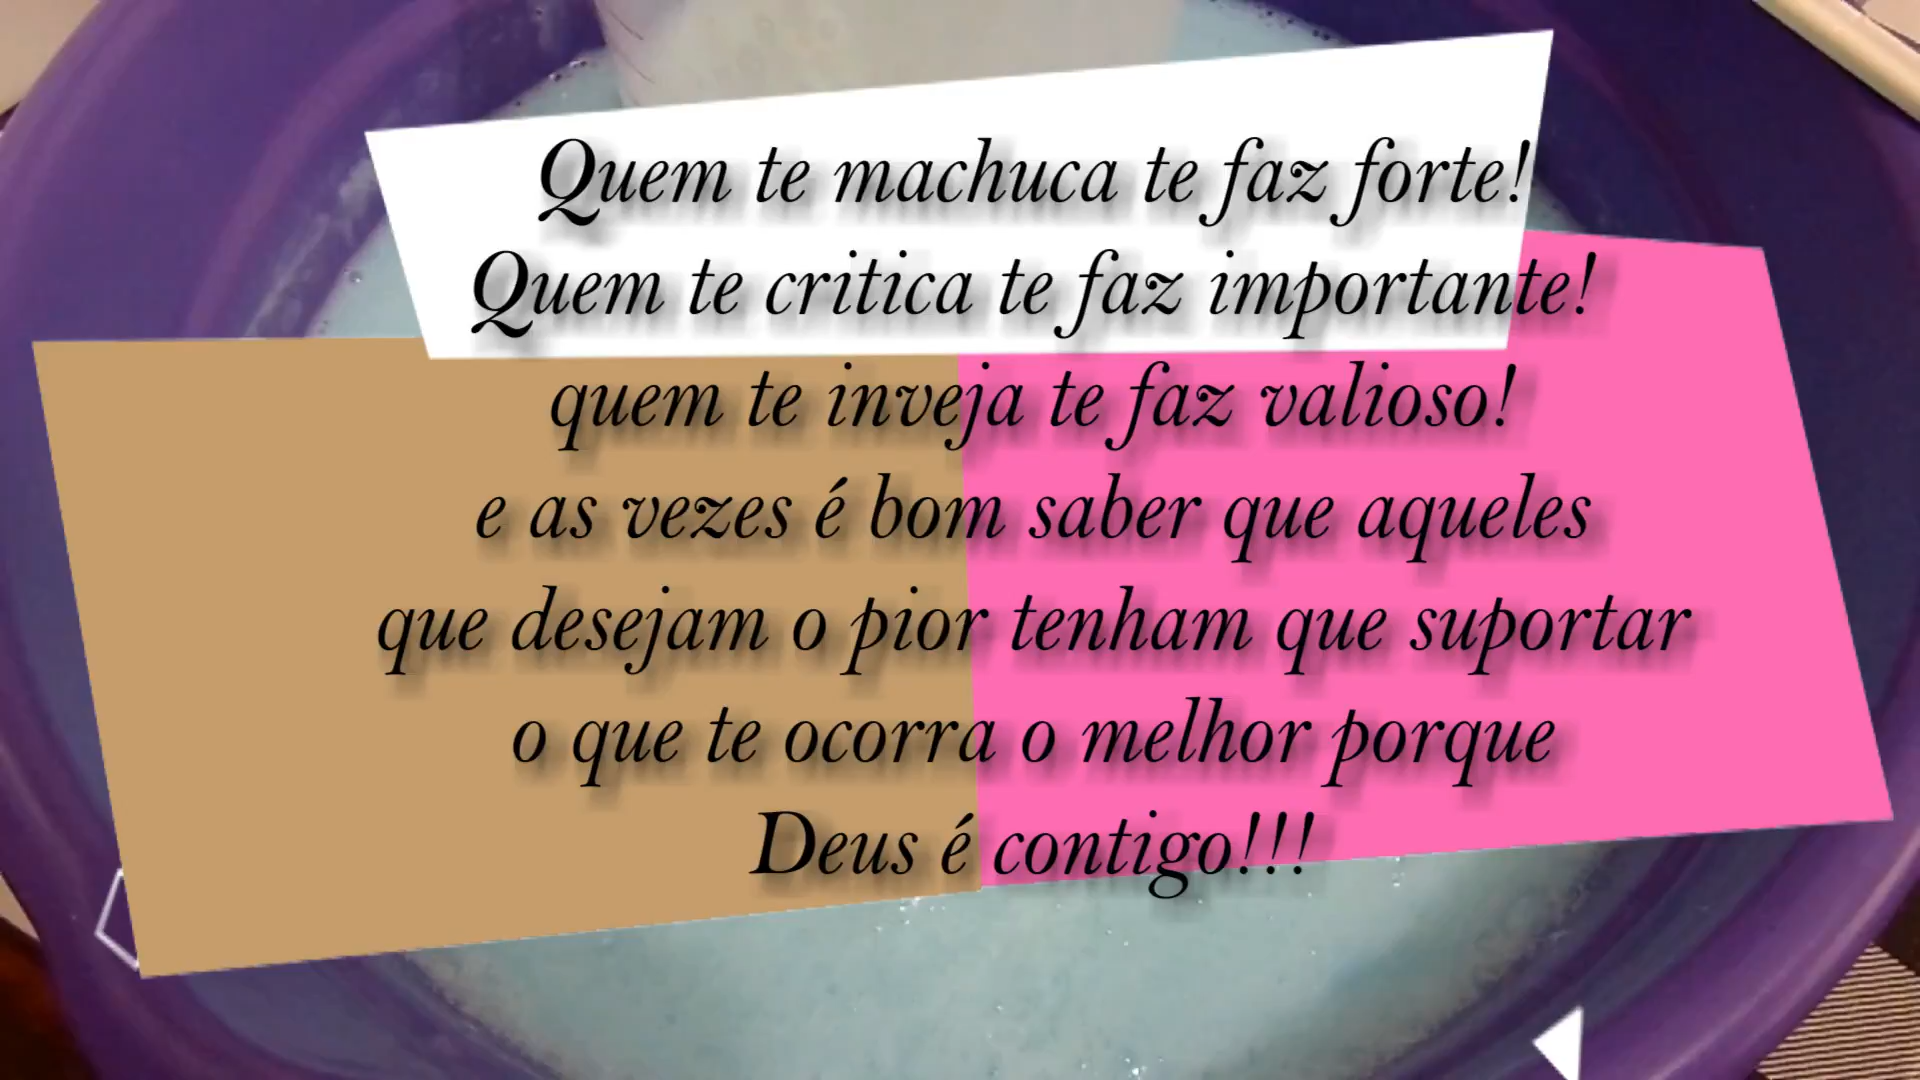 Quem te machuca te faz forte!
Quem te critica te faz importante!
quem te inveja te faz valioso!
e as vezes é bom saber que aqueles
que desejam o pior tenham que suportar
o que te ocorra o melhor porque
Deus é contigo!!!